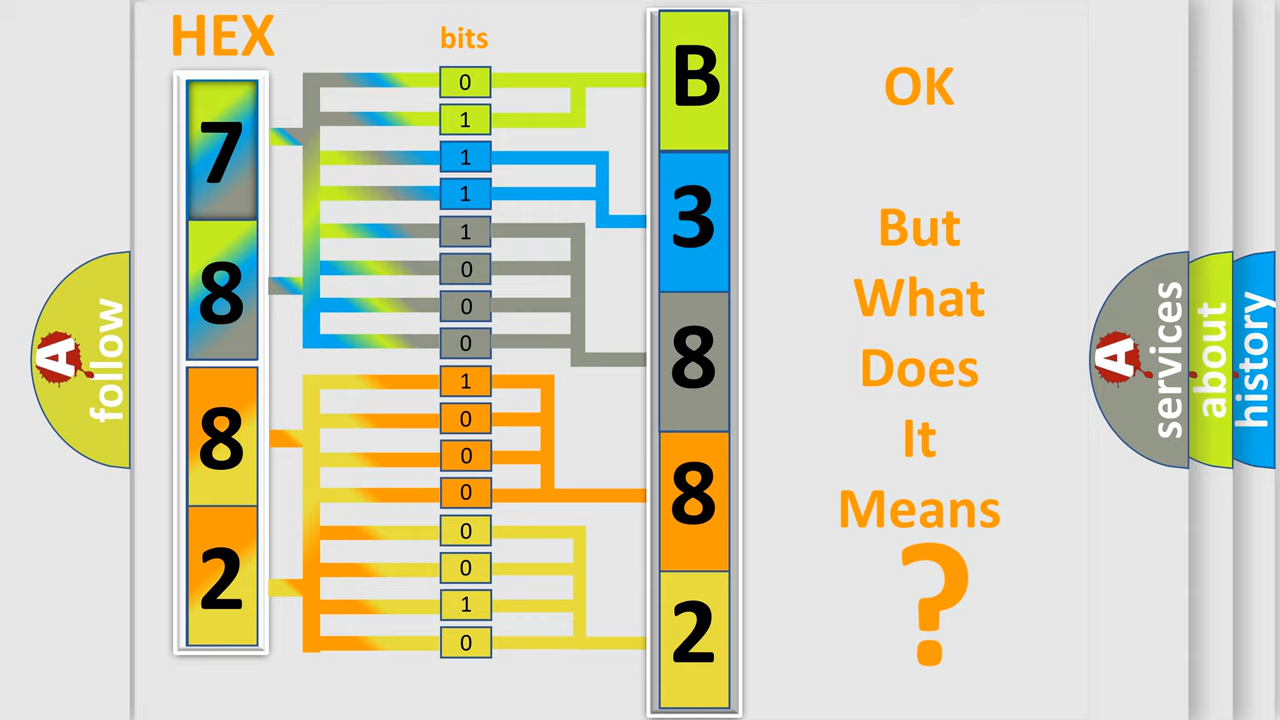 HEX
bits
7
8
8
2
0
1
1
1
1
0
0
0
1
0
0
0
0
0
1
0
B
3
8
8
2
OK
But
What
Does
It
Means
?
A
follow
A
services
about
history